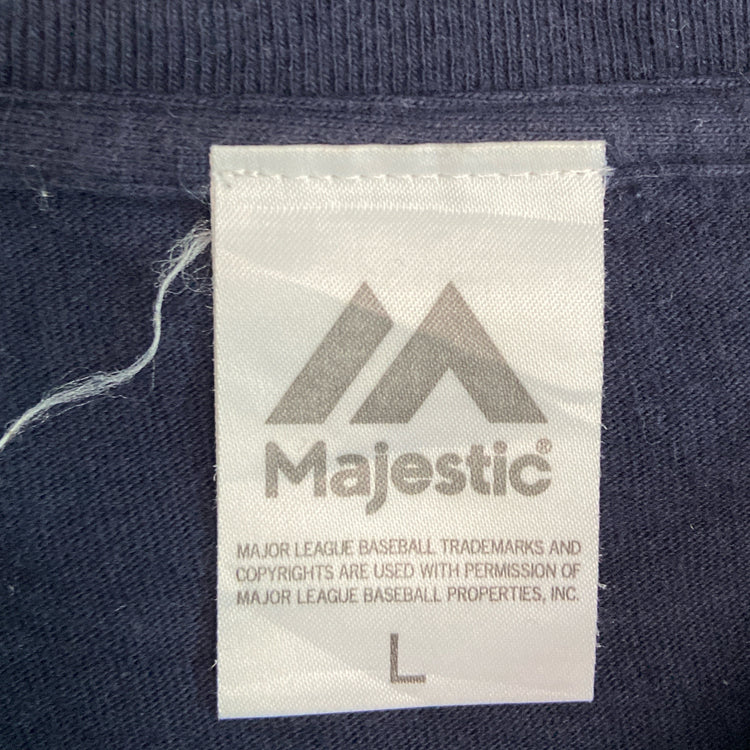 Majestic®
MAJOR LEAGUE BASEBALL TRADEMARKS AND
COPYRIGHTS ARE USED WITH PERMISSION OF
MAJOR LEAGUE BASEBALL PROPERTIES, INC.
L